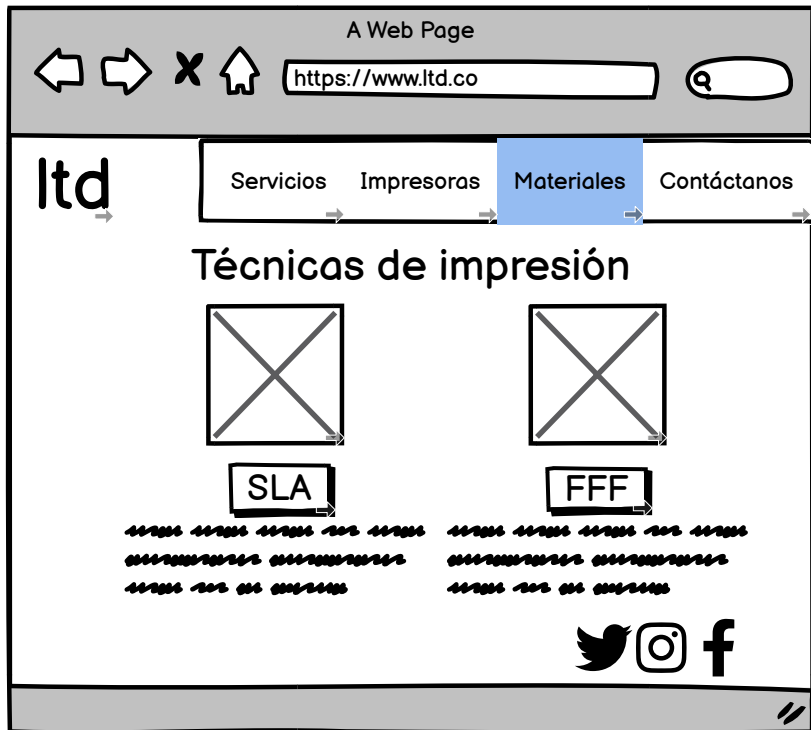 A Web Page
https://www.ltd.co
ltd
Servicios Impresoras Materiales Contáctanos
Técnicas de impresión
SLA FFF